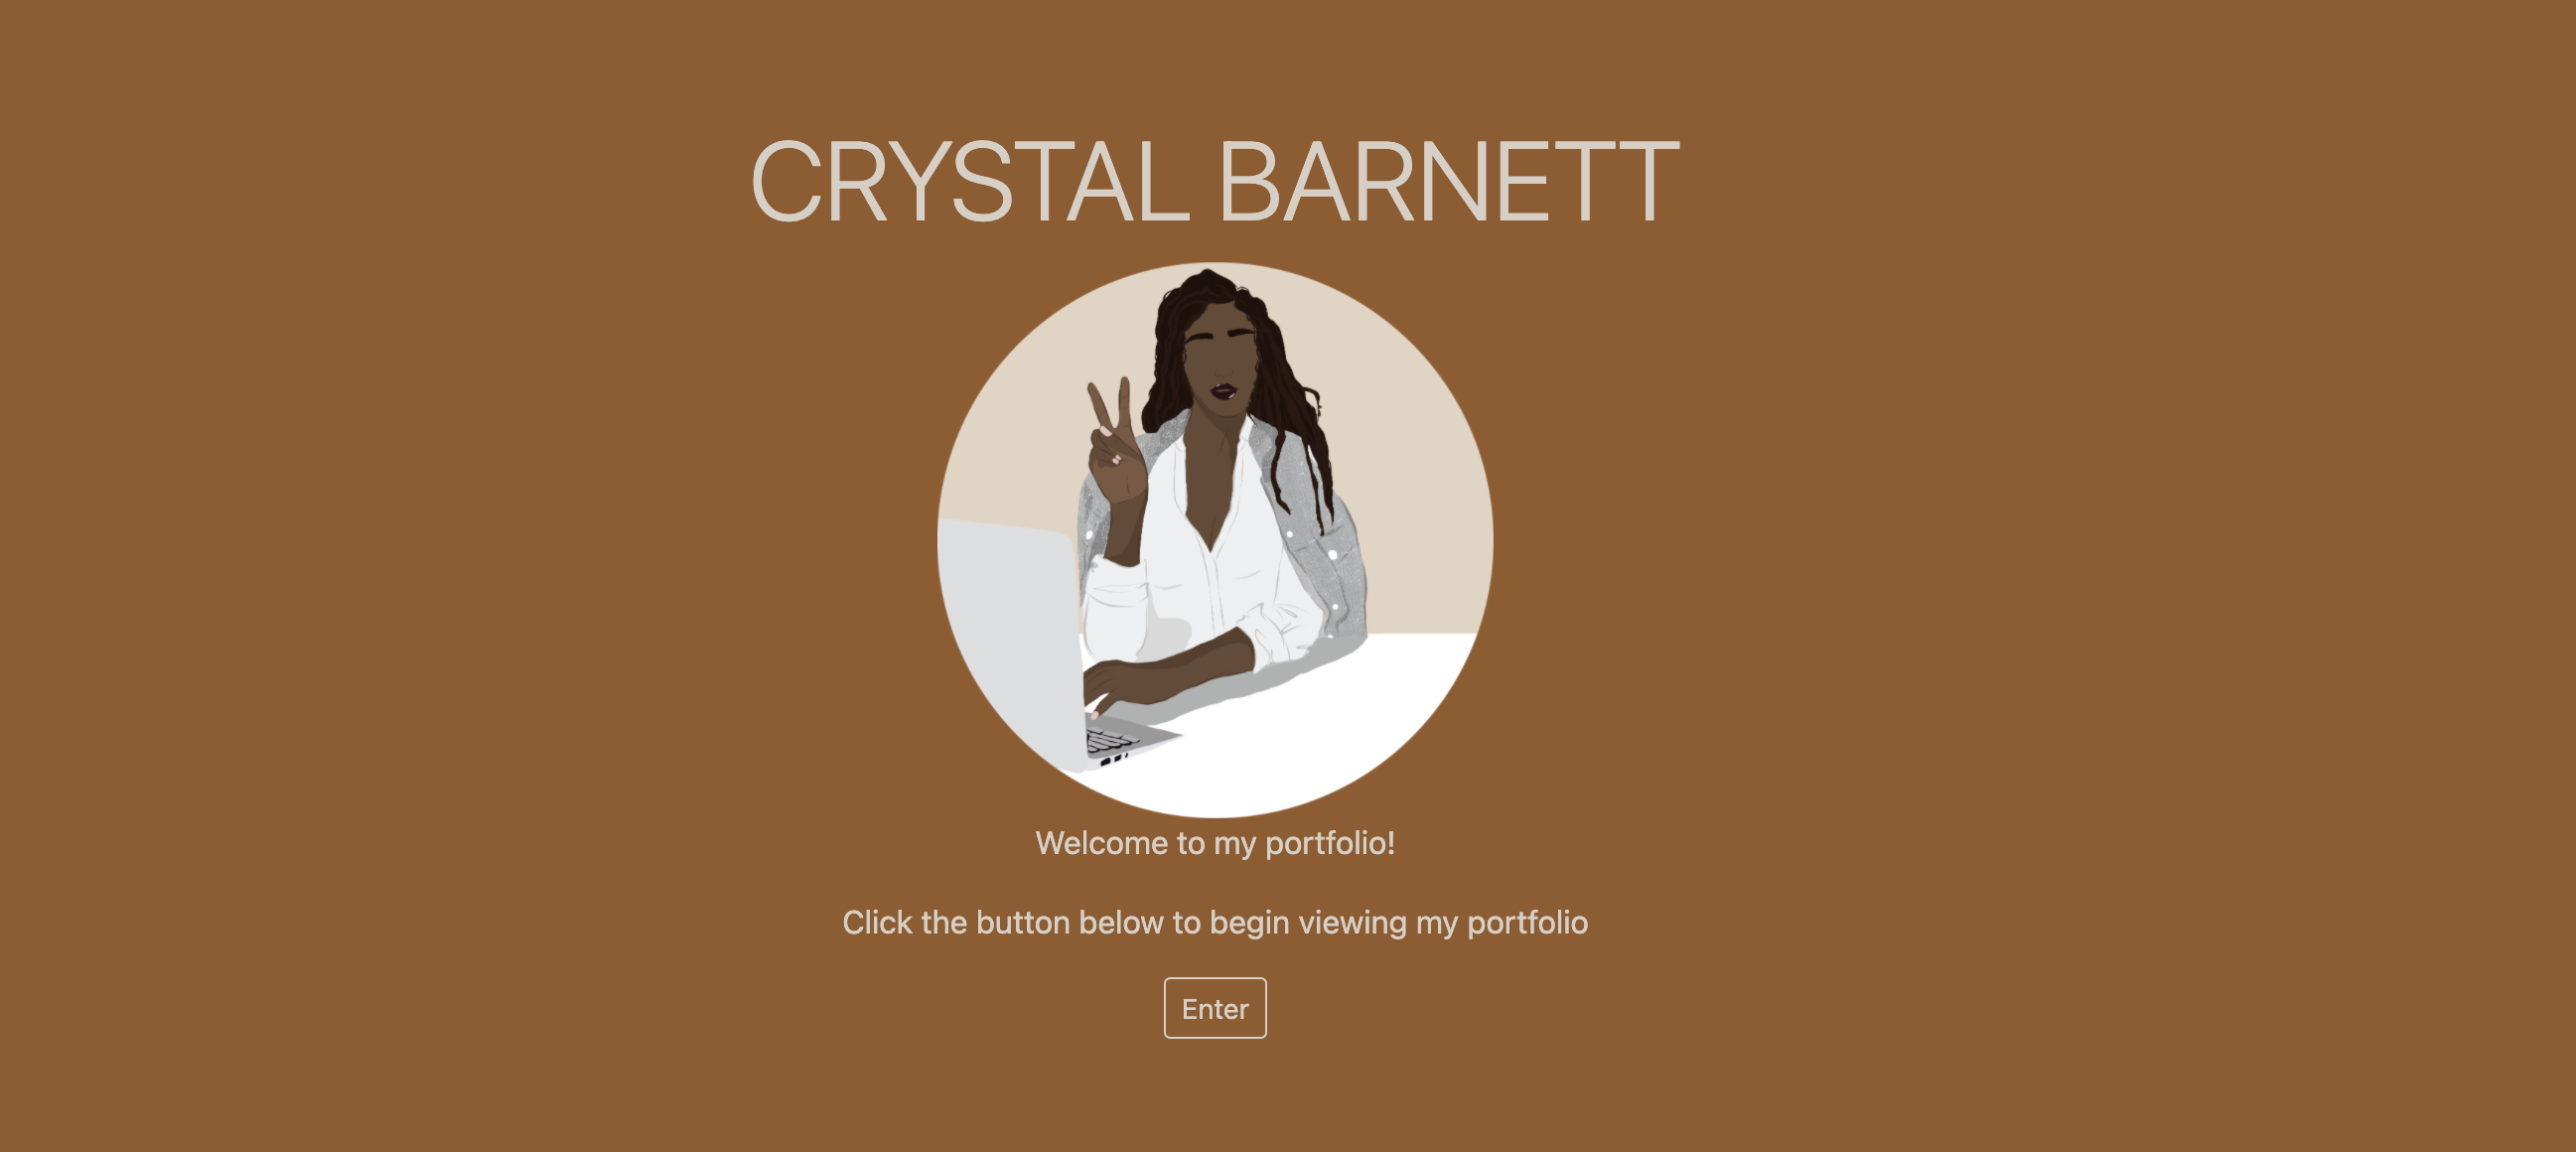 CRYSTAL BARNETT
Welcome to my portfolio!
Click the button below to begin viewing my portfolio
Enter